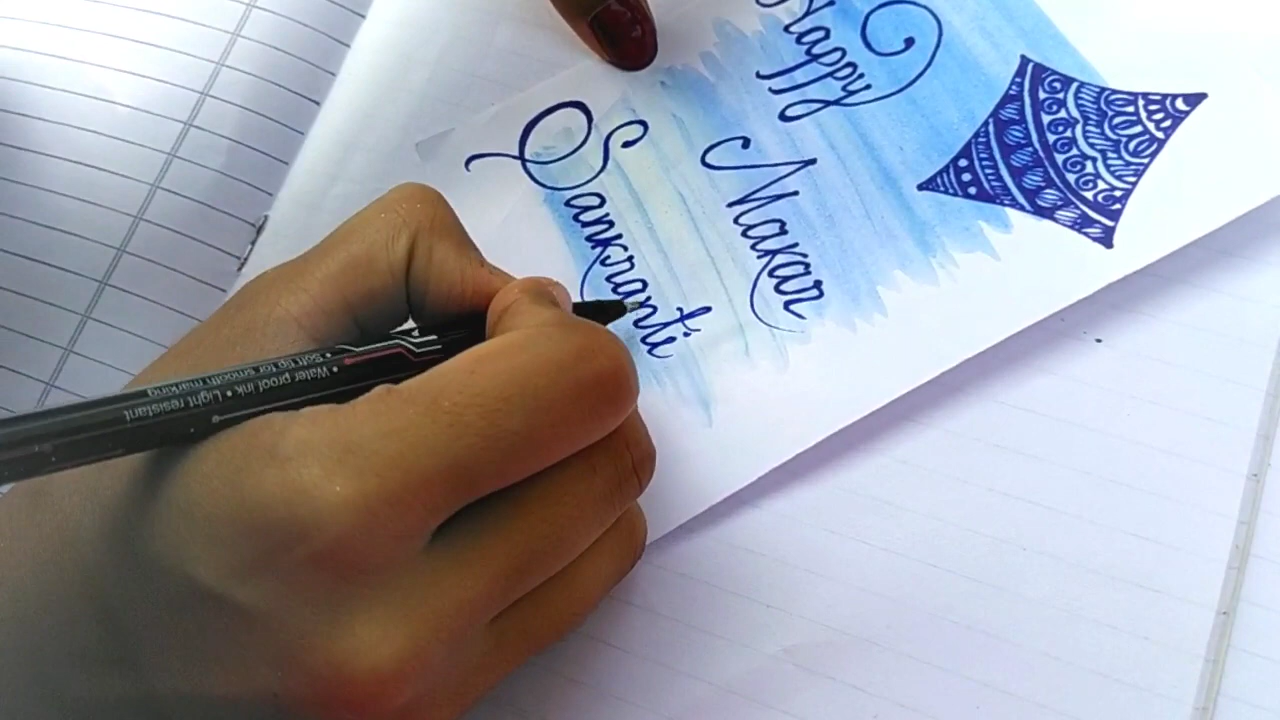 Happy
Makar
Sankranti
• Water proof ink • Light resistant
• Soft tip for smooth marking